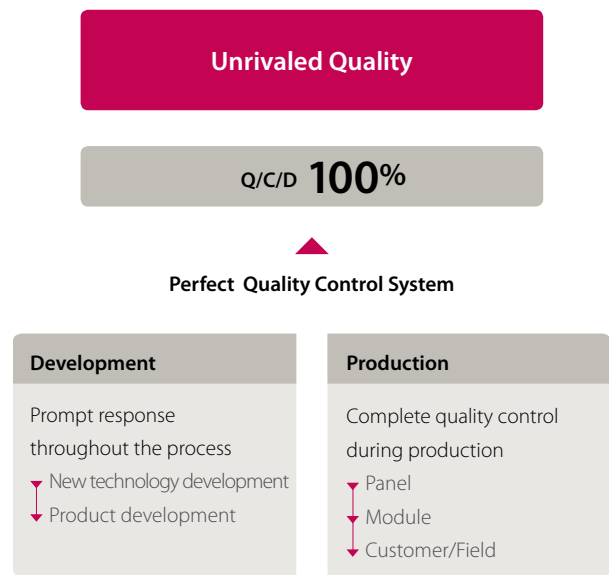 Unrivaled Quality
Q/C/D 100%
Perfect Quality Control System
Development
Prompt response
throughout the process
New technology development
Product development
Production
Complete quality control
during production
Panel
Module
Customer/Field